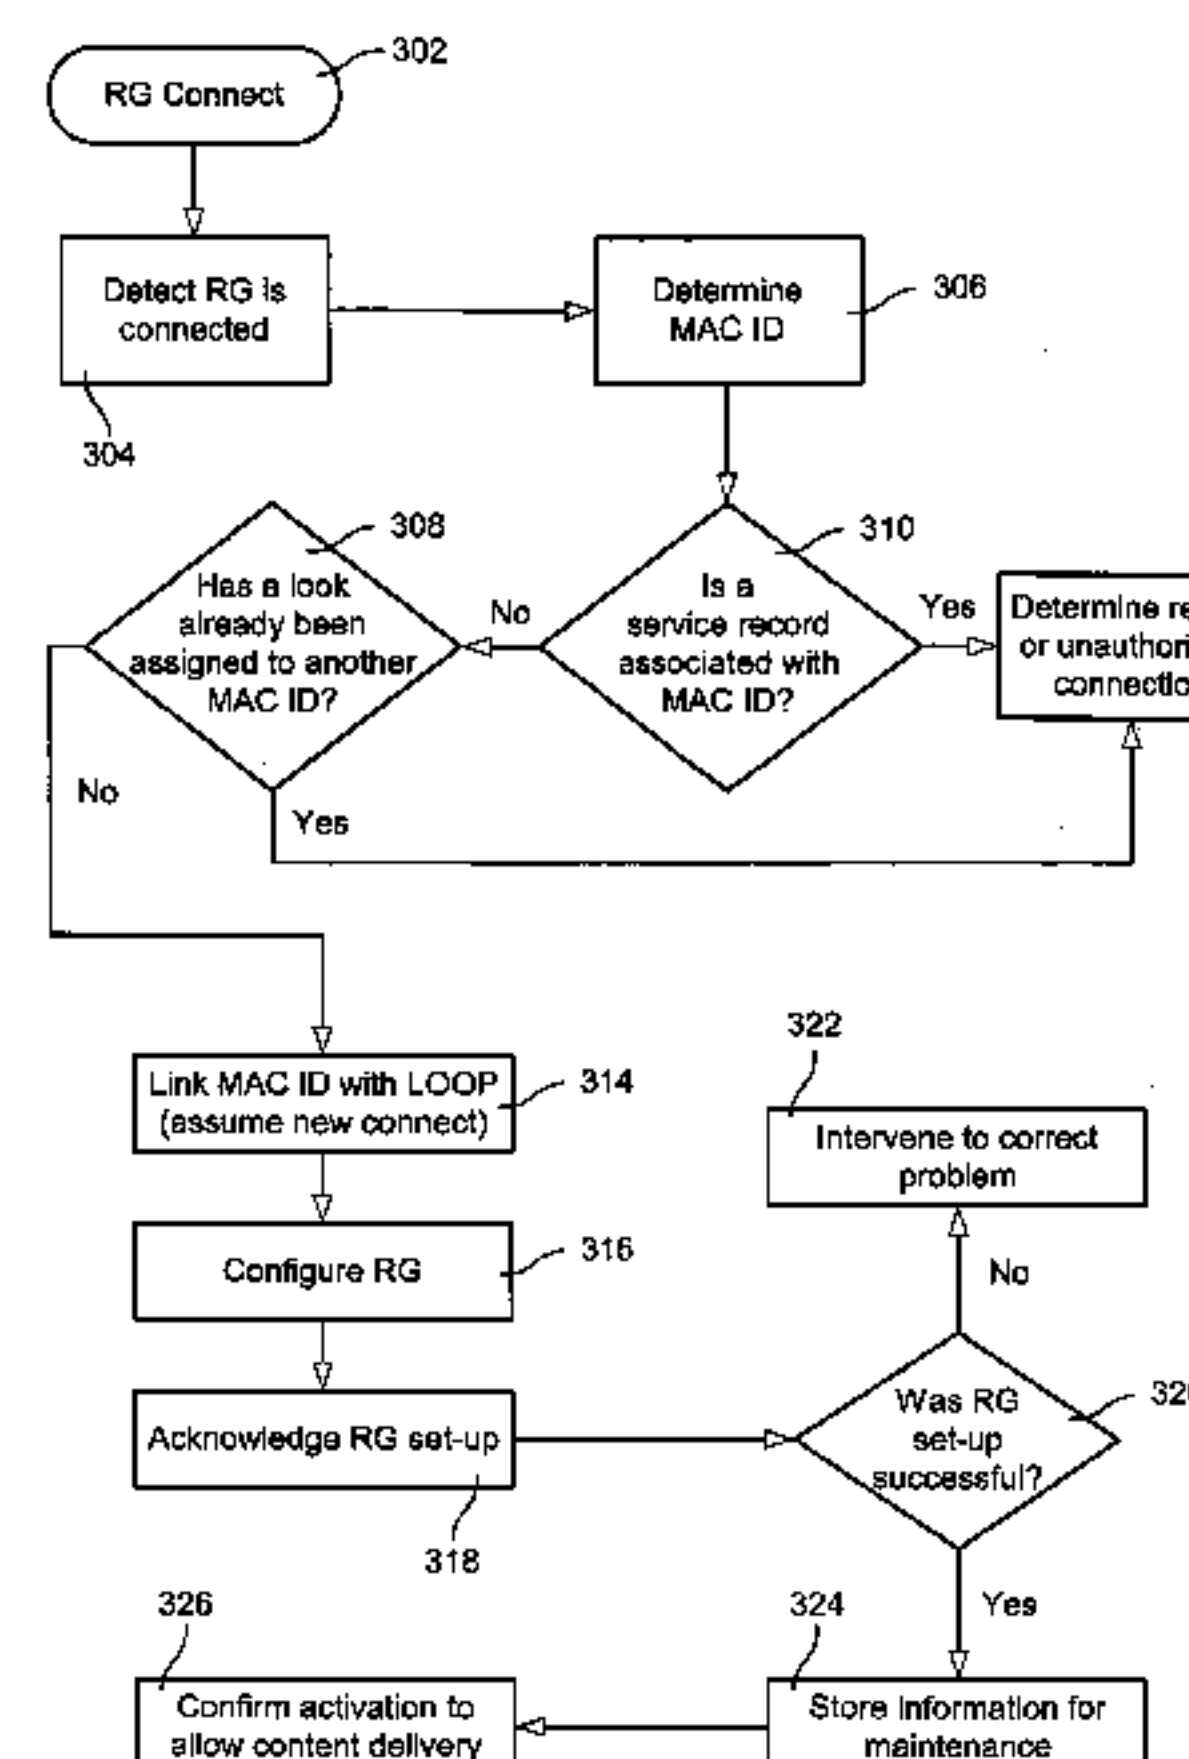 302
RG Connect
Detect RG is
connected
304
Determine
MAC ID
306
308
Has a look
already been
assigned to another
MAC ID?
No
310
Is a
service record
associated with
MAC ID?
Yes
Determine
or
connectio
No
Yes
Link MAC ID with LOOP
(assume new connect)
314
322
Intervene to correct
problem
Configure RG
316
No
Acknowledge RG set-up
318
Was RG
set-up
successful?
Yes
326
Confirm activation to
allow content delivery
324
Store Information for
maintenance